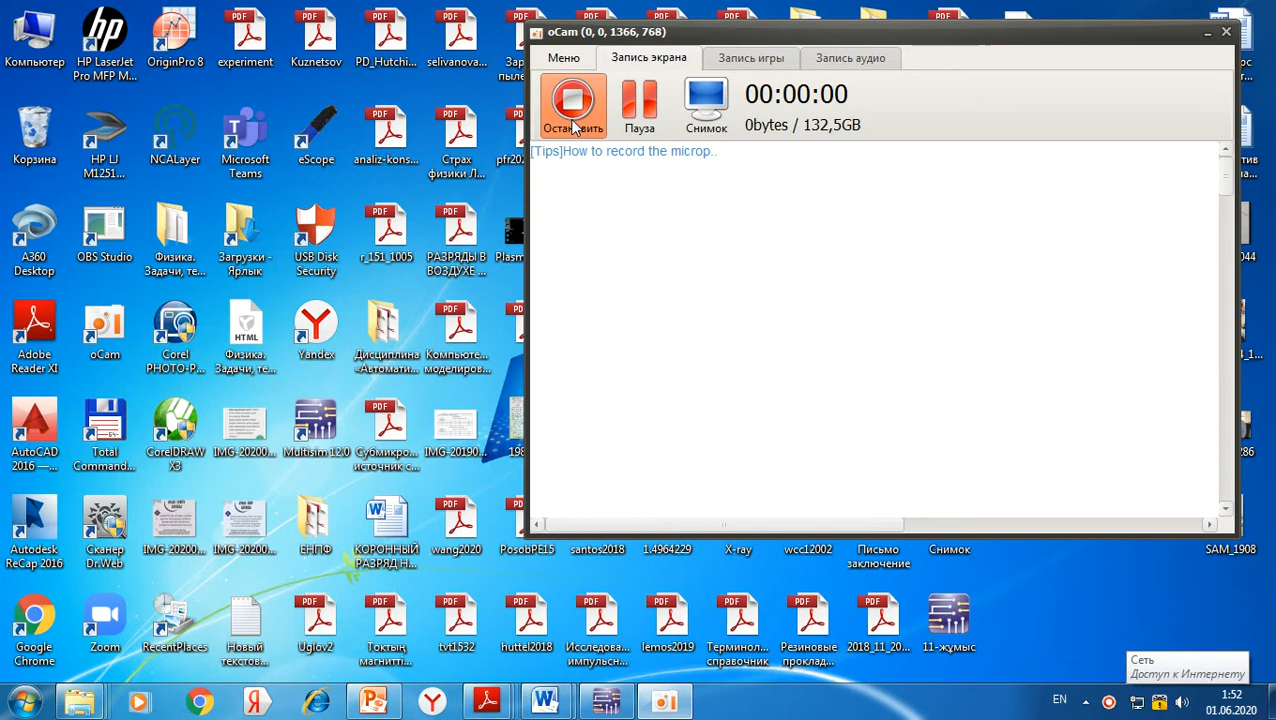 oCam (0, 0, 1366, 768)
Меню
Запись экрана
Запись игры
Запись аудио
Остановить
Пауза
Снимок
00:00:00
0bytes / 132,5GB
[Tips]How to record the microp..
Компьютер
HP LaserJet
Pro MFP M...
OriginPro 8
experiment
Kuznetsov
PD_Hutchi...
selivanova...
Корзина
HP LJ
M1251...
NCALayer
Microsoft
Teams
eScope
analiz-kons...
Страх
физики Л...
A360
Desktop
OBS Studio
Физика.
Задачи, те...
Загрузки -
Ярлык
USB Disk
Security
r_151_1005
РАЗРЯДЫ В
ВОЗДУХЕ ...
Adobe
Reader XI
oCam
Corel
PHOTO-P...
Физика.
Задачи, те...
Yandex
Дисциплина
«Автомати...
Компьюте...
моделиров...
AutoCAD
2016 —...
Total
Command...
CorelDRAW
X3
IMG-20200...
Multisim 12.0
Субмикро...
источник с...
IMG-20190...
Autodesk
ReCap 2016
Сканер
Dr.Web
IMG-20200...
IMG-20200...
ЕНПФ
КОРОННЫЙ
РАЗРЯД Н...
wang2020
PosobPE15
santos2018
1.4964229
X-ray
wcc12002
Письмо
заключение
Снимок
SAM_1908
Google
Chrome
Zoom
RecentPlaces
Новый
текстов...
Uglov2
Токтың
магнитті...
tvt1532
huttel2018
Исследова...
импульсн...
lemos2019
Терминол...
справочник
Резиновые
проклад...
2018_11_20...
11-жұмыс
Сеть
Доступ к Интернету
EN
1:52
01.06.2020